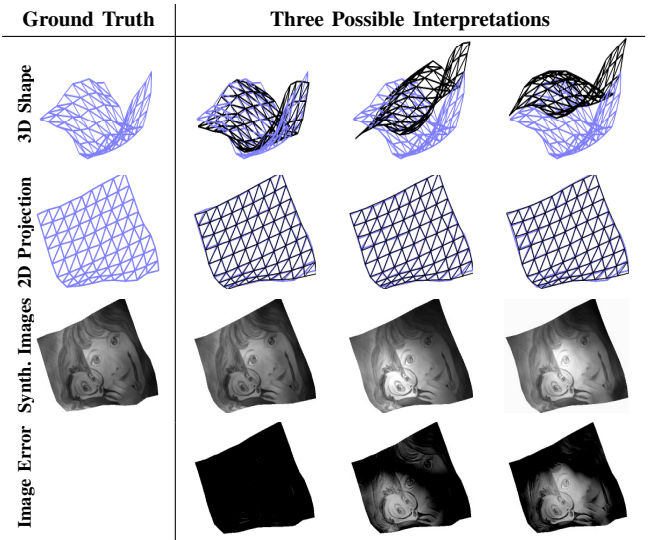 Ground Truth
Three Possible Interpretations
3D Shape
2D Projection
Synth. Images
Image Error